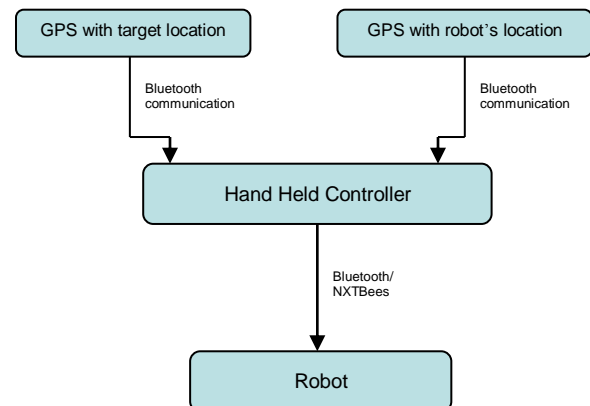 GPS with target location
GPS with robot’s location
Bluetooth
communication
Bluetooth
communication
Hand Held Controller
Bluetooth/
NXTBees
Robot